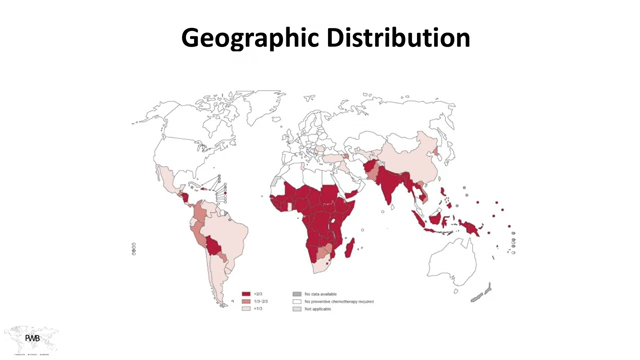 Geographic Distribution
>2/3
1/3–2/3
<1/3
No data available
No preventive chemotherapy required
Not applicable
PWB